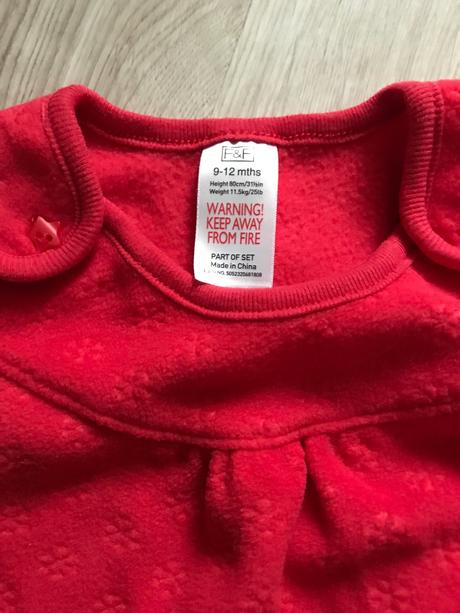 F&F
9-12 mths
Height 80cm/31½in
Weight 11.5kg/25lb
WARNING!
KEEP AWAY
FROM FIRE
PART OF SET
Made in China
5052320681808